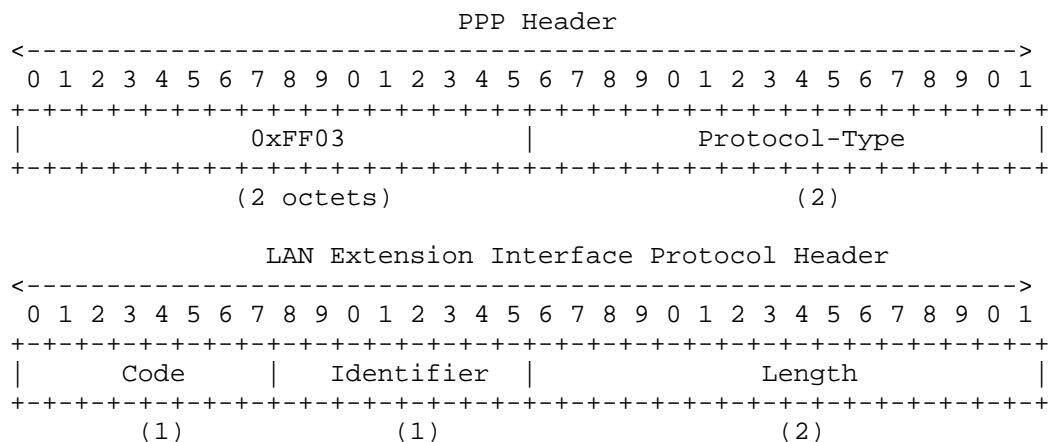 PPP Header
<-------------------------------------------------------------->
0 1 2 3 4 5 6 7 8 9 0 1 2 3 4 5 6 7 8 9 0 1 2 3 4 5 6 7 8 9 0 1
+-+-+-+-+-+-+-+-+-+-+-+-+-+-+-+-+-+-+-+-+-+-+-+-+-+-+-+-+-+-+-+-+
|             0xFF03            |         Protocol-Type         |
+-+-+-+-+-+-+-+-+-+-+-+-+-+-+-+-+-+-+-+-+-+-+-+-+-+-+-+-+-+-+-+-+
(2 octets) (2)
LAN Extension Interface Protocol Header
<-------------------------------------------------------------->
0 1 2 3 4 5 6 7 8 9 0 1 2 3 4 5 6 7 8 9 0 1 2 3 4 5 6 7 8 9 0 1
+-+-+-+-+-+-+-+-+-+-+-+-+-+-+-+-+-+-+-+-+-+-+-+-+-+-+-+-+-+-+-+-+
|      Code     |   Identifier  |             Length            |
+-+-+-+-+-+-+-+-+-+-+-+-+-+-+-+-+-+-+-+-+-+-+-+-+-+-+-+-+-+-+-+-+
(1) (1) (2)